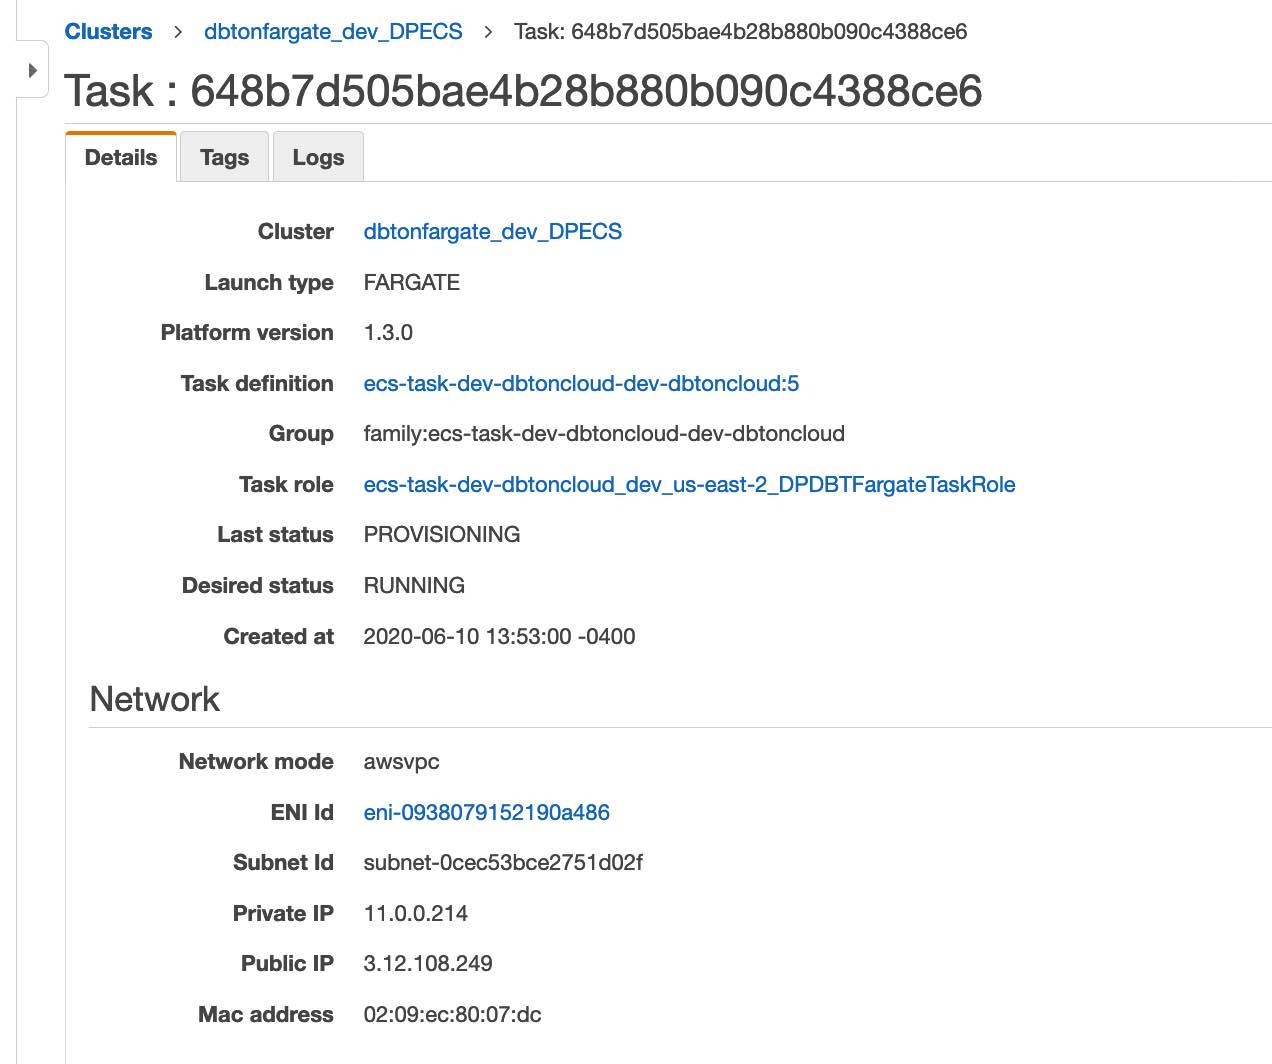 Clusters > dbtonfargate_dev_DPECS > Task: 648b7d505bae4b28b880b090c4388ce6
Task : 648b7d505bae4b28b880b090c4388ce6
Details Tags Logs
Cluster dbtonfargate_dev_DPECS
Launch type FARGATE
Platform version 1.3.0
Task definition ecs-task-dev-dbtoncloud-dev-dbtoncloud:5
Group family:ecs-task-dev-dbtoncloud-dev-dbtoncloud
Task role ecs-task-dev-dbtoncloud_dev_us-east-2_DPDBTFargateTaskRole
Last status PROVISIONING
Desired status RUNNING
Created at 2020-06-10 13:53:00 -0400
Network
Network mode awsvpc
ENI Id eni-0938079152190a486
Subnet Id subnet-0cec53bce2751d02f
Private IP 11.0.0.214
Public IP 3.12.108.249
Mac address 02:09:ec:80:07:dc